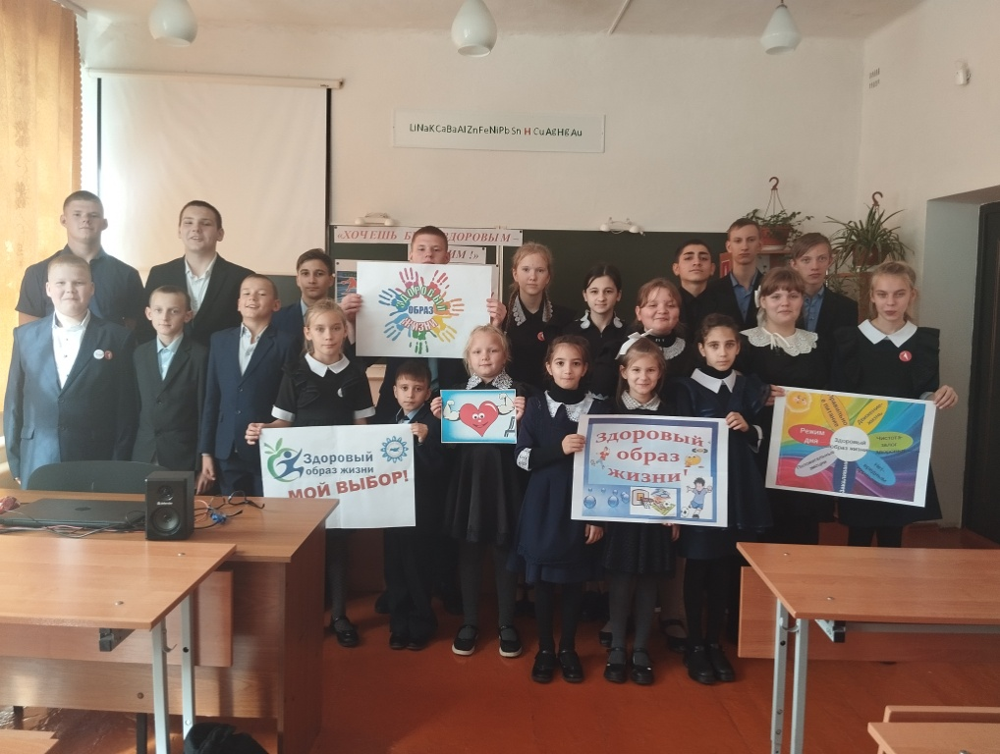 LiNaKCaBaAlZnFeNiPbSn H CuAgHgAu
«ХОЧЕШЬ Б ЗДОРОВЫМ –
ИМ!»
ЗДОРОВЫЙ
ОБРАЗ
ЖИЗНИ
Здоровый
образ жизни
МОЙ ВЫБОР!
Здоровый
образ
жизни!
Режим
дня
Здоровый
образ жизни